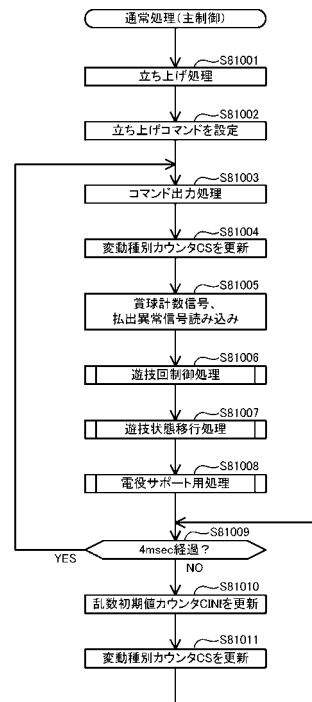 通常処理(主制御)
S81001
立ち上げ処理
S81002
立ち上げコマンドを設定
S81003
コマンド出力処理
S81004
変動種別カウンタCSを更新
S81005
賞球計数信号、
払出異常信号読み込み
S81006
遊技回制御処理
S81007
遊技状態移行処理
S81008
電役サポート用処理
S81009
4msec経過?
YES
NO
S81010
乱数初期値カウンタCINIを更新
S81011
変動種別カウンタCSを更新